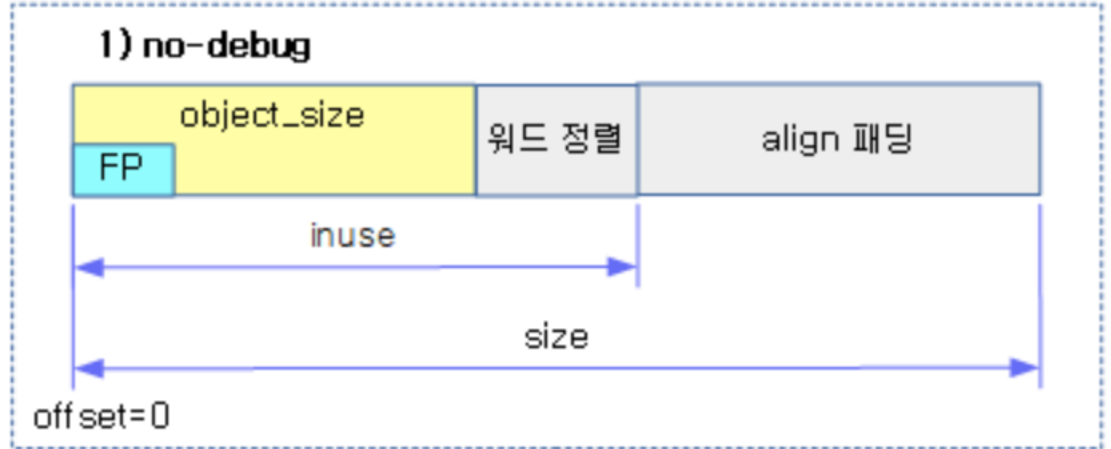 1) no-debug
object_size
FP
워드 정렬
align 패딩
inuse
size
offset=0